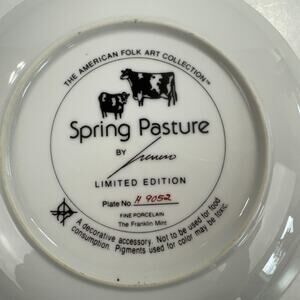 THE AMERICAN FOLK ART COLLECTION™
Spring Pasture
BY
LIMITED EDITION
Plate No. H 9052
FINE PORCELAIN
The Franklin Mint
A decorative accessory. Not to be used for food
consumption. Pigments used for color may be toxic.